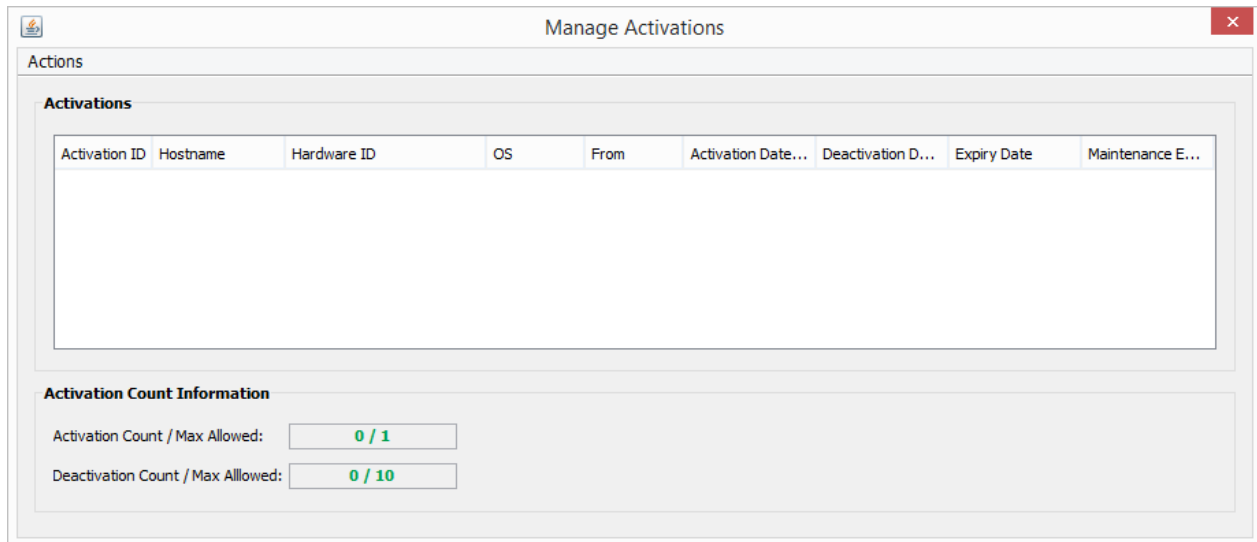 Manage Activations
Actions
Activations
Activation ID Hostname Hardware ID OS From Activation Date... Deactivation D... Expiry Date Maintenance E...
Activation Count Information
Activation Count / Max Allowed: 0 / 1
Deactivation Count / Max Alllowed: 0 / 10